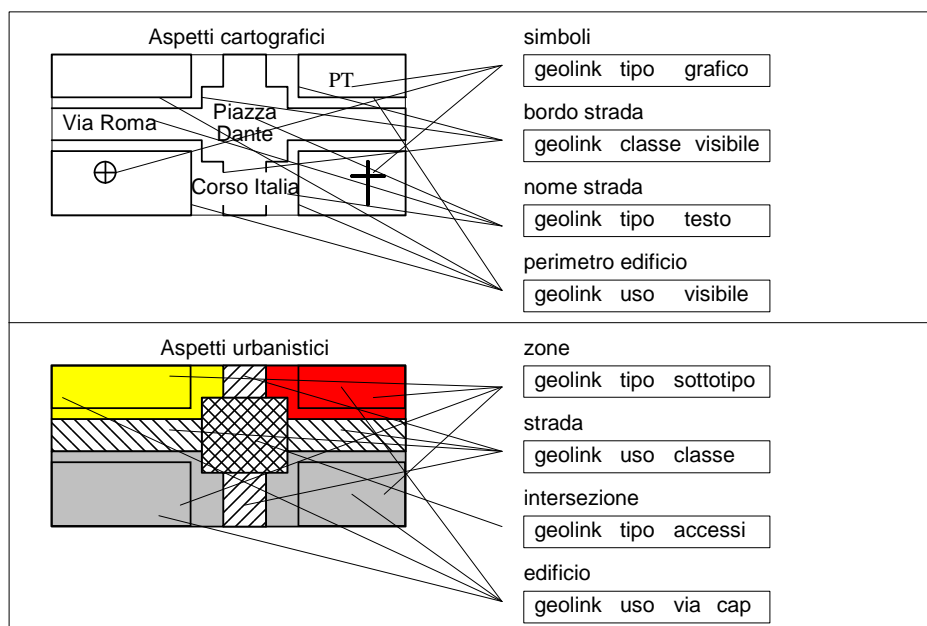 Aspetti cartografici
PT
Via Roma
Piazza
Dante
Corso Italia
simboli
geolink tipo grafico
bordo strada
geolink classe visibile
nome strada
geolink tipo testo
perimetro edificio
geolink uso visibile
Aspetti urbanistici
zone
geolink tipo sottotipo
strada
geolink uso classe
intersezione
geolink tipo accessi
edificio
geolink uso via cap